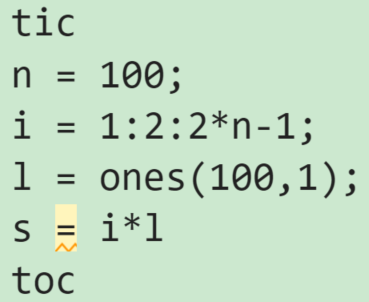 tic
n = 100;
i = 1:2:2*n-1;
l = ones(100,1);
s = i*l
toc